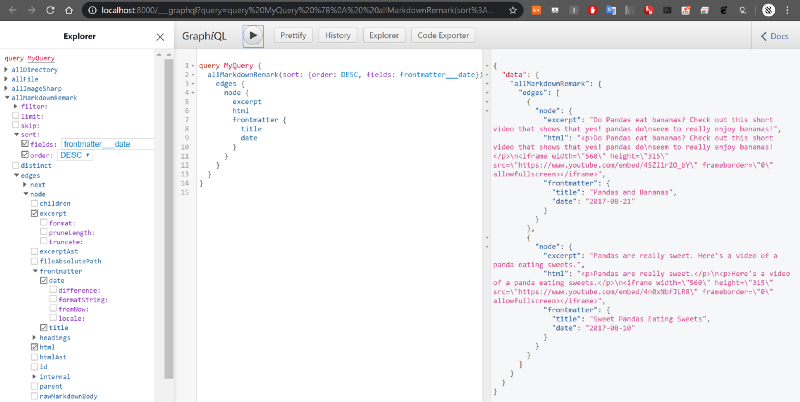 localhost:8000/___graphql?query=query%20MyQuery%20%7B%0A%20%20allMarkdownRemark(sort%3A...
Explorer
GraphiQL
Prettify
History
Explorer
Code Exporter
Docs
query MyQuery
allDirectory
allFile
allImageSharp
allMarkdownRemark
filter:
limit:
skip:
sort:
fields: frontmatter___date
order: DESC
distinct
edges
next
node
children
excerpt
format:
pruneLength:
truncate:
excerptAst
fileAbsolutePath
frontmatter
date
difference:
formatString:
fromNow:
locale:
title
headings
html
htmlAst
id
internal
parent
rawMarkdownBody
1 query MyQuery {
2 allMarkdownRemark(sort: {order: DESC, fields: frontmatter___date})
3 edges {
4 node {
5 excerpt
6 html
7 frontmatter {
8 title
9 date
10 }
11 }
12 }
13 }
14 }
15
{
"data": {
"allMarkdownRemark": {
"edges": [
{
"node": {
"excerpt": "Do Pandas eat bananas? Check out this short
video that shows that yes! pandas do\nseem to really enjoy bananas!",
"html": "<p>Do Pandas eat bananas? Check out this short
video that shows that yes! pandas do\nseem to really enjoy bananas!
</p>\n<iframe width=\"560\" height=\"315\"
src=\"https://www.youtube.com/embed/4SZl1r2O_bY\" frameborder=\"0\"
allowfullscreen></iframe>",
"frontmatter": {
"title": "Pandas and Bananas",
"date": "2017-08-21"
}
}
},
{
"node": {
"excerpt": "Pandas are really sweet. Here's a video of a
panda eating sweets.",
"html": "<p>Pandas are really sweet.</p>\n<p>Here's a video
of a panda eating sweets.</p>\n<iframe width=\"560\" height=\"315\"
src=\"https://www.youtube.com/embed/4n0xNbfJLR8\" frameborder=\"0\"
allowfullscreen></iframe>",
"frontmatter": {
"title": "Sweet Pandas Eating Sweets",
"date": "2017-08-10"
}
}
}
]
}
}
}